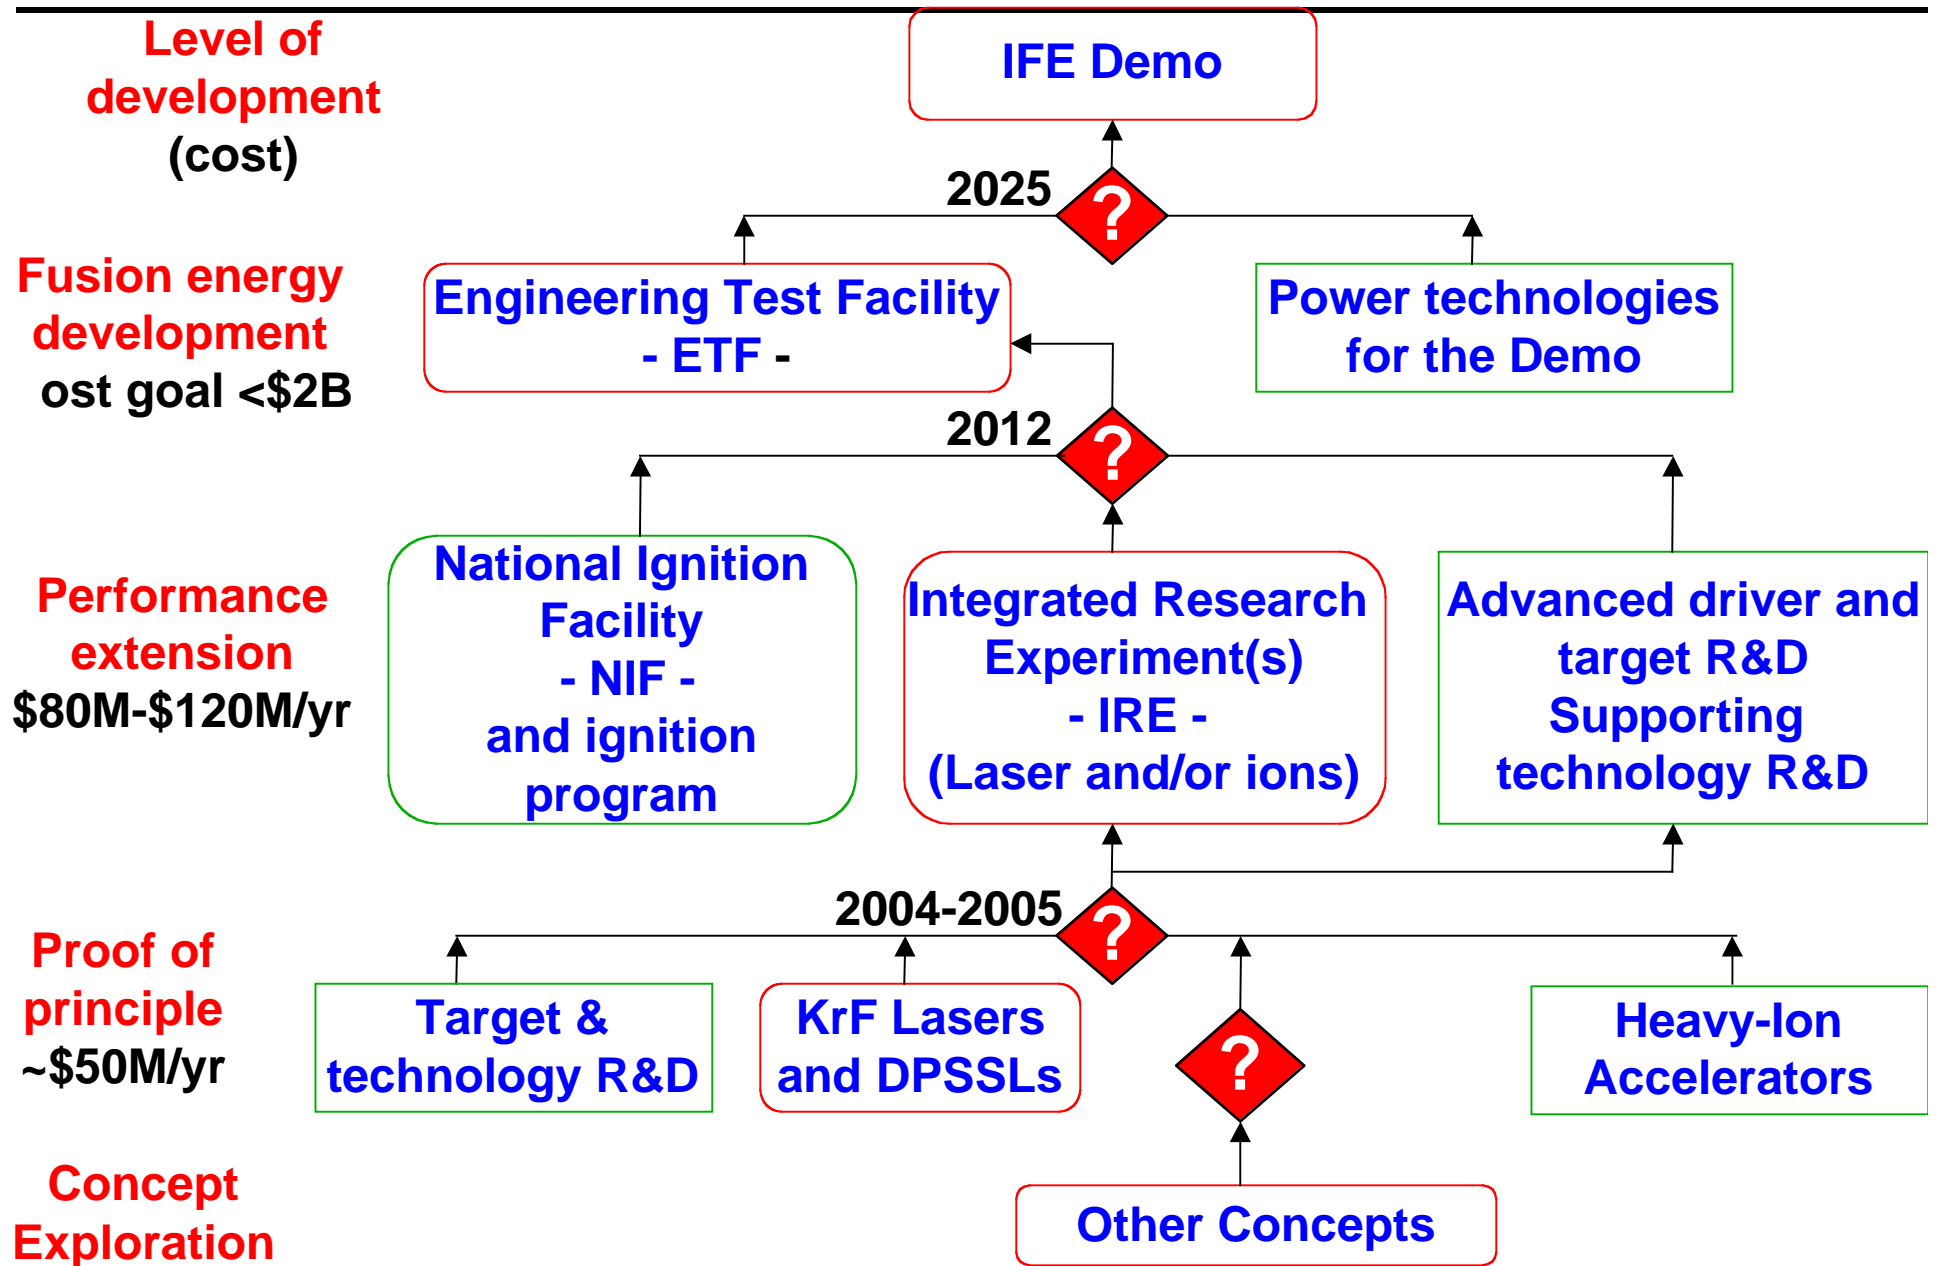 Level of
development
(cost)
IFE Demo
2025
?
Fusion energy
development
ost goal <$2B
Engineering Test Facility
- ETF -
Power technologies
for the Demo
2012
?
Performance
extension
$80M-$120M/yr
National Ignition
Facility
- NIF -
and ignition
program
Integrated Research
Experiment(s)
- IRE -
(Laser and/or ions)
Advanced driver and
target R&D
Supporting
technology R&D
2004-2005
?
Proof of
principle
~$50M/yr
Target &
technology R&D
KrF Lasers
and DPSSLs
?
Heavy-Ion
Accelerators
Concept
Exploration
Other Concepts